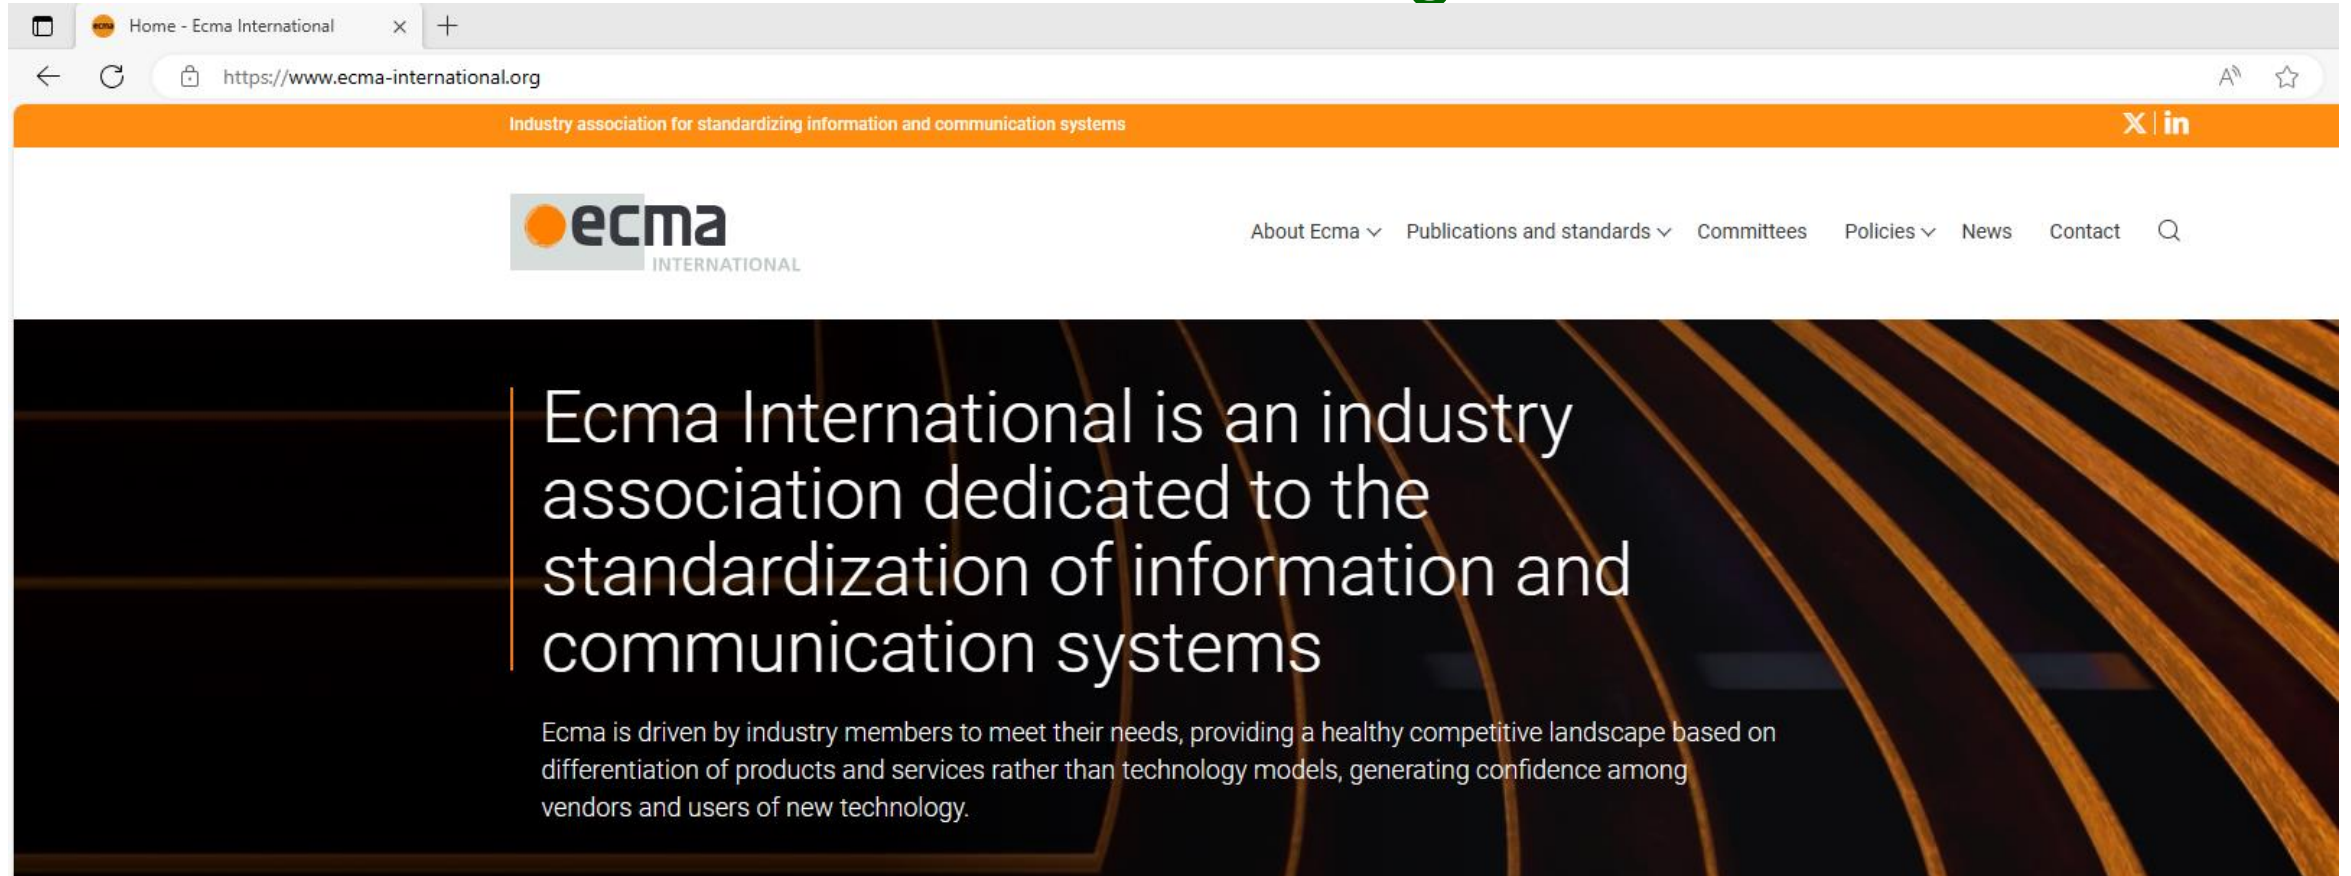 Home - Ecma International
https://www.ecma-international.org
Industry association for standardizing information and communication systems
ecma
INTERNATIONAL
About Ecma Publications and standards Committees Policies News Contact
Ecma International is an industry
association dedicated to the
standardization of information and
communication systems
Ecma is driven by industry members to meet their needs, providing a healthy competitive landscape based on
differentiation of products and services rather than technology models, generating confidence among
vendors and users of new technology.